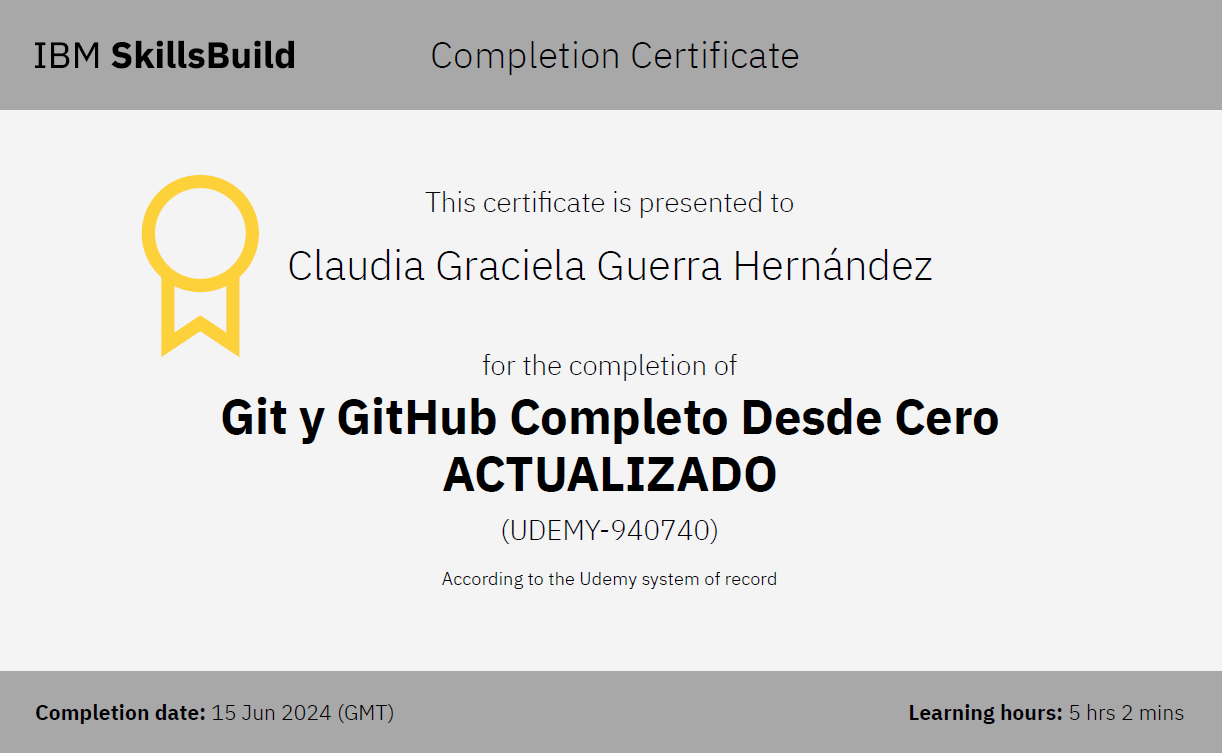 IBM SkillsBuild
Completion Certificate
This certificate is presented to
Claudia Graciela Guerra Hernández
for the completion of
Git y GitHub Completo Desde Cero
ACTUALIZADO
(UDEMY-940740)
According to the Udemy system of record
Completion date: 15 Jun 2024 (GMT)
Learning hours: 5 hrs 2 mins